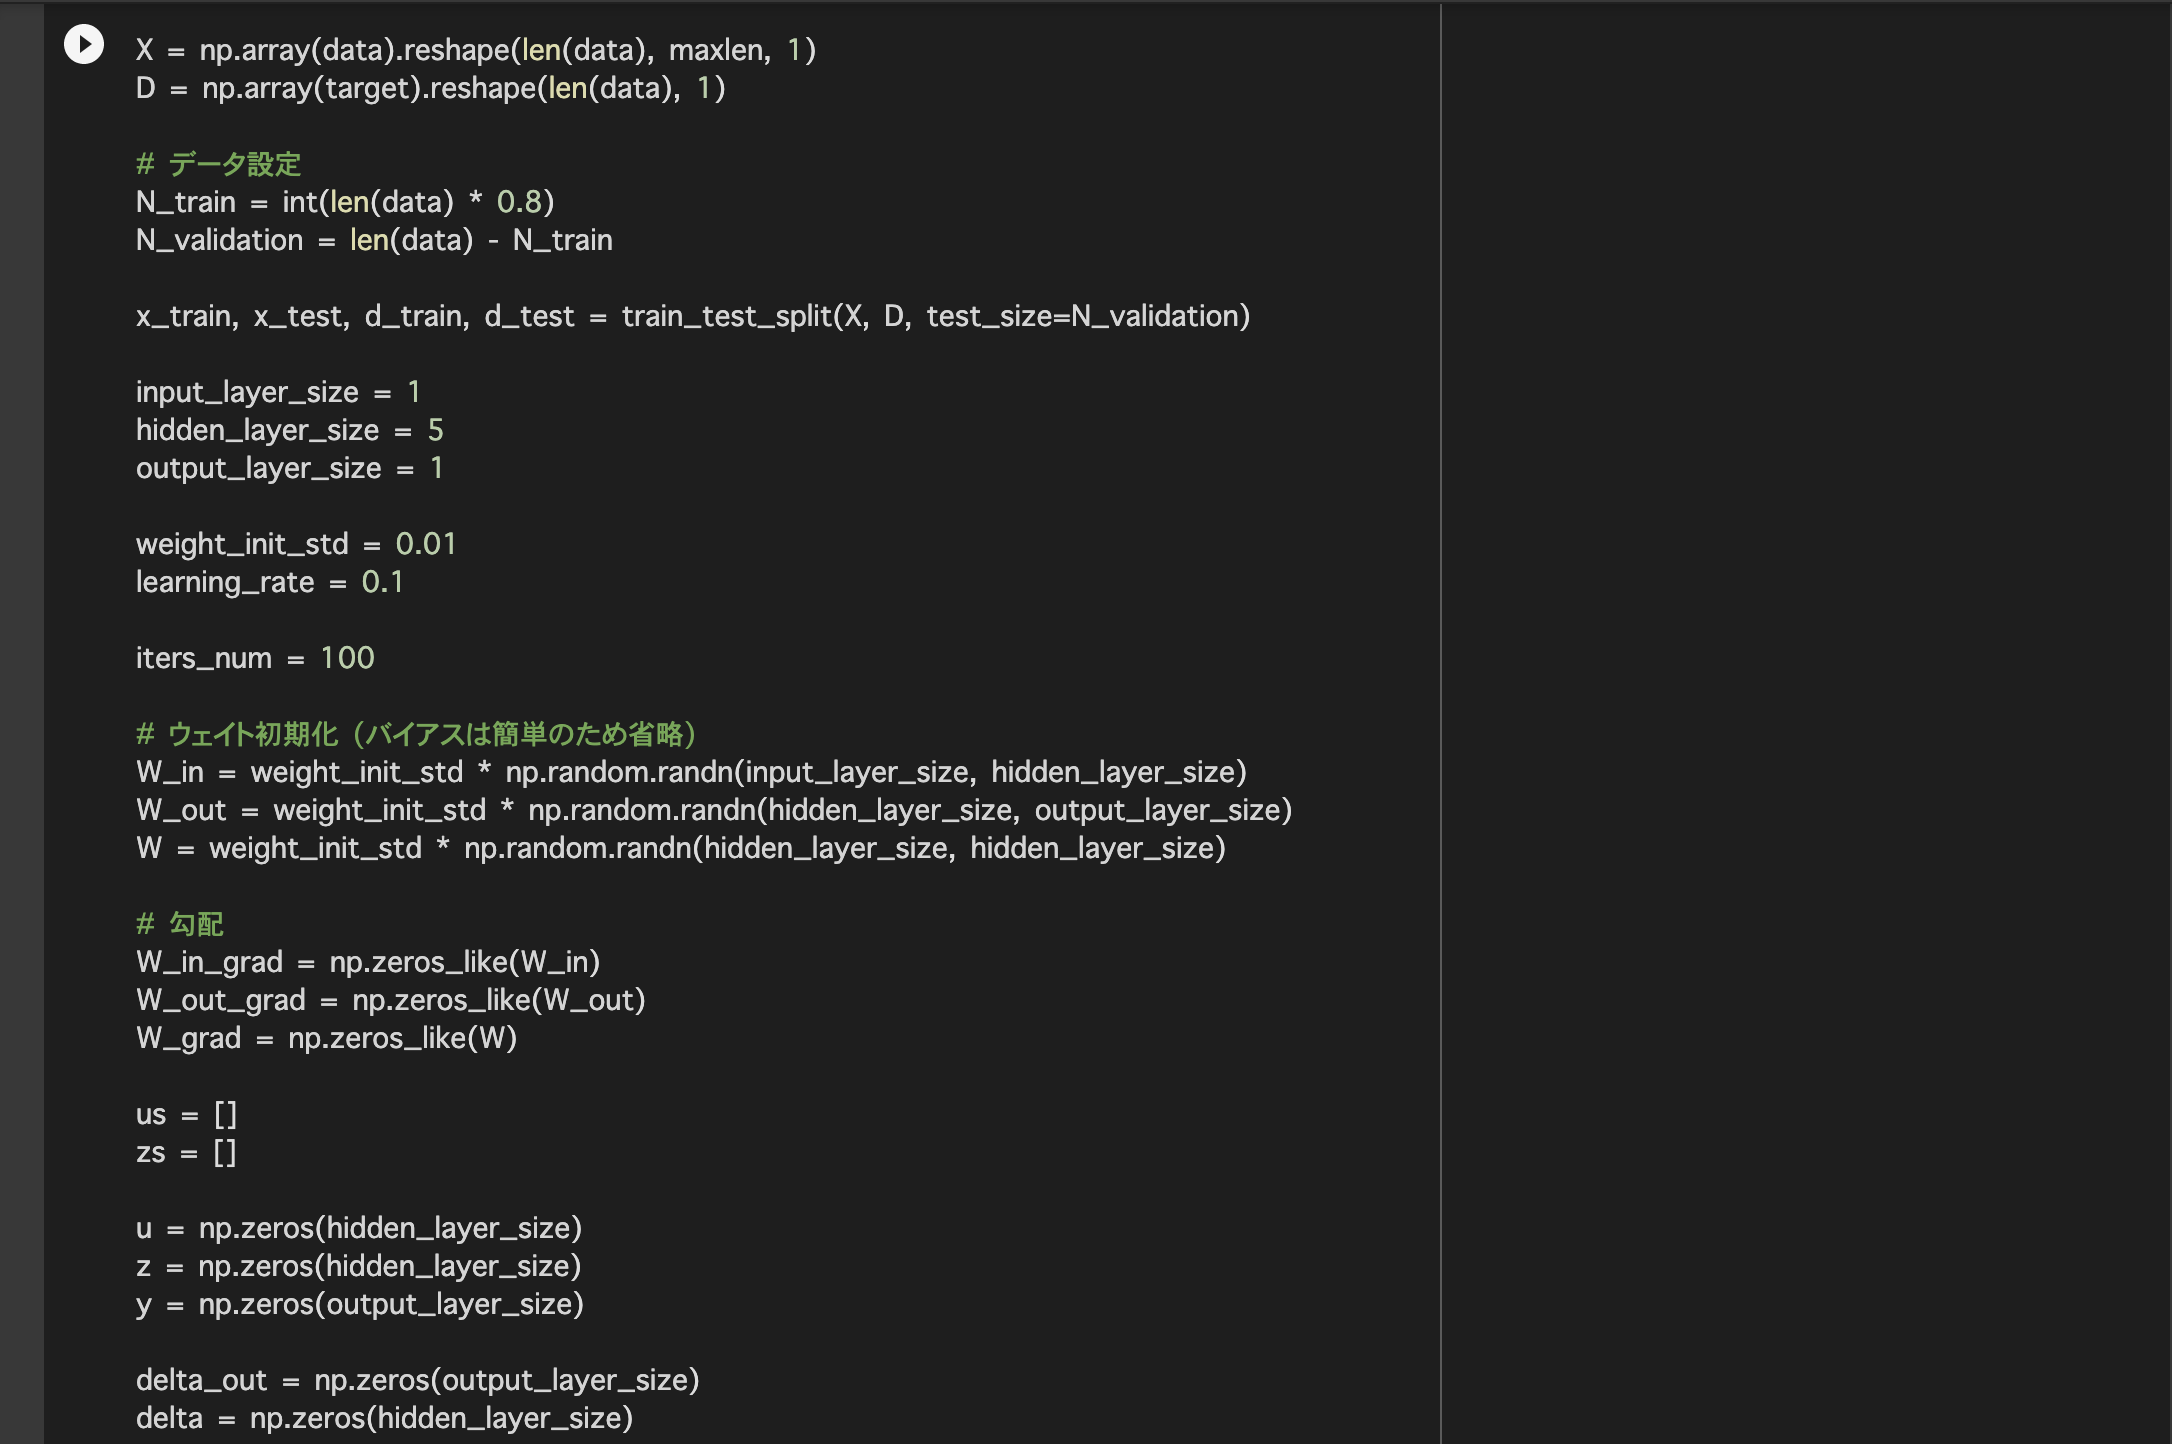 X = np.array(data).reshape(len(data), maxlen, 1)
D = np.array(target).reshape(len(data), 1)
# データ設定
N_train = int(len(data) * 0.8)
N_validation = len(data) - N_train
x_train, x_test, d_train, d_test = train_test_split(X, D, test_size=N_validation)
input_layer_size = 1
hidden_layer_size = 5
output_layer_size = 1
weight_init_std = 0.01
learning_rate = 0.1
iters_num = 100
# ウェイト初期化 (バイアスは簡単のため省略)
W_in = weight_init_std * np.random.randn(input_layer_size, hidden_layer_size)
W_out = weight_init_std * np.random.randn(hidden_layer_size, output_layer_size)
W = weight_init_std * np.random.randn(hidden_layer_size, hidden_layer_size)
# 勾配
W_in_grad = np.zeros_like(W_in)
W_out_grad = np.zeros_like(W_out)
W_grad = np.zeros_like(W)
us = []
zs = []
u = np.zeros(hidden_layer_size)
z = np.zeros(hidden_layer_size)
y = np.zeros(output_layer_size)
delta_out = np.zeros(output_layer_size)
delta = np.zeros(hidden_layer_size)